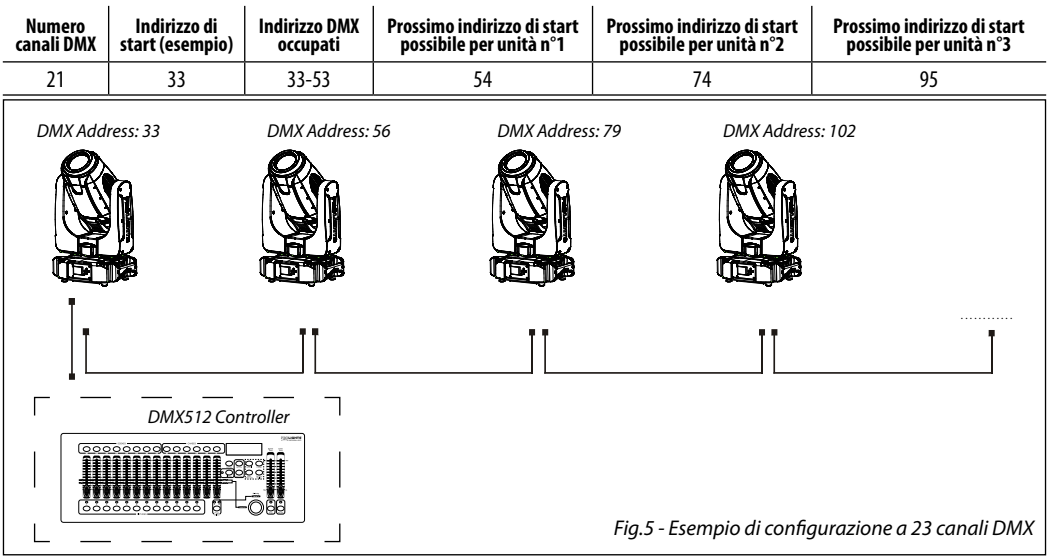 Numero canali DMX
Indirizzo di start (esempio)
Indirizzo DMX occupati
Prossimo indirizzo di start possibile per unità n°1
Prossimo indirizzo di start possibile per unità n°2
Prossimo indirizzo di start possibile per unità n°3
21 33 33-53 54 74 95
DMX Address: 33 DMX Address: 56 DMX Address: 79 DMX Address: 102
DMX512 Controller
Fig.5 - Esempio di configurazione a 23 canali DMX